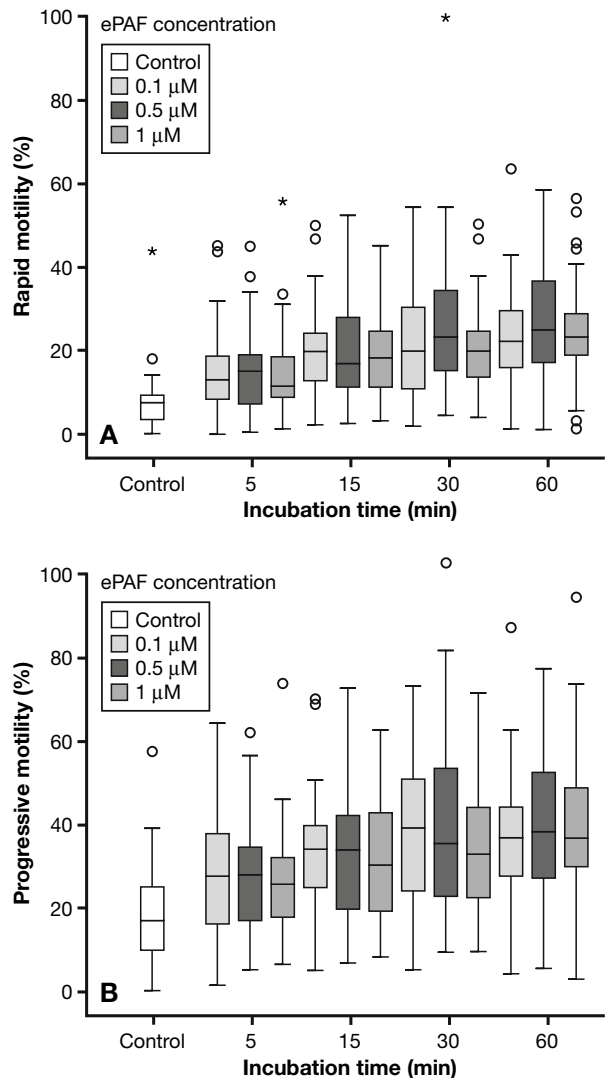 100
80
60
40
20
0
Rapid motility (%)
ePAF concentration
Control
0.1 μM
0.5 μM
1 μM
A
Control
5
15
30
60
Incubation time (min)
100
80
60
40
20
0
Progressive motility (%)
ePAF concentration
Control
0.1 μM
0.5 μM
1 μM
B
Control
5
15
30
60
Incubation time (min)